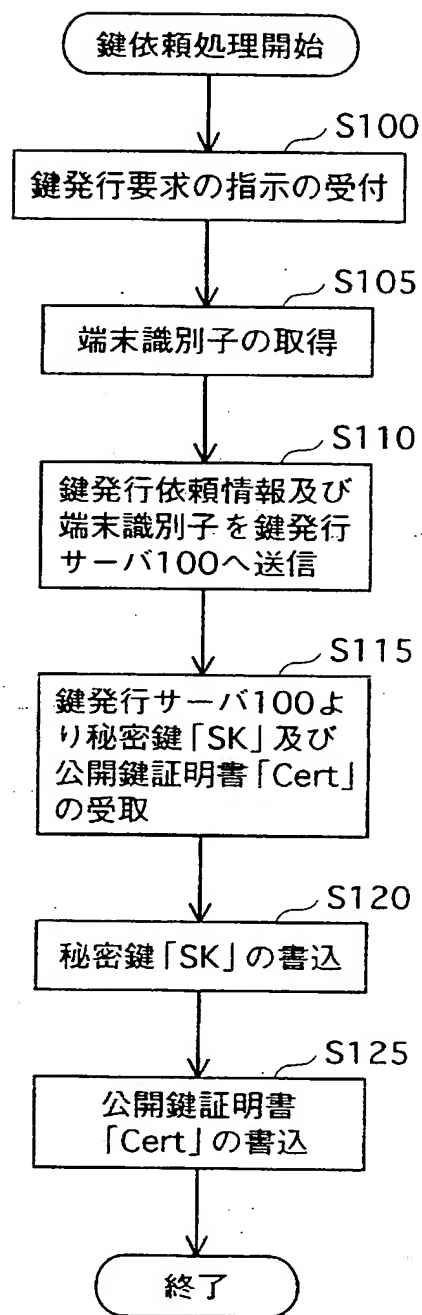 鍵依頼処理開始
S100
鍵発行要求の指示の受付
S105
端末識別子の取得
S110
鍵発行依頼情報及び
端末識別子を鍵発行
サーバ100へ送信
S115
鍵発行サーバ100よ
り秘密鍵「SK」及び
公開鍵証明書「Cert」
の受取
S120
秘密鍵「SK」の書込
S125
公開鍵証明書
「Cert」の書込
終了